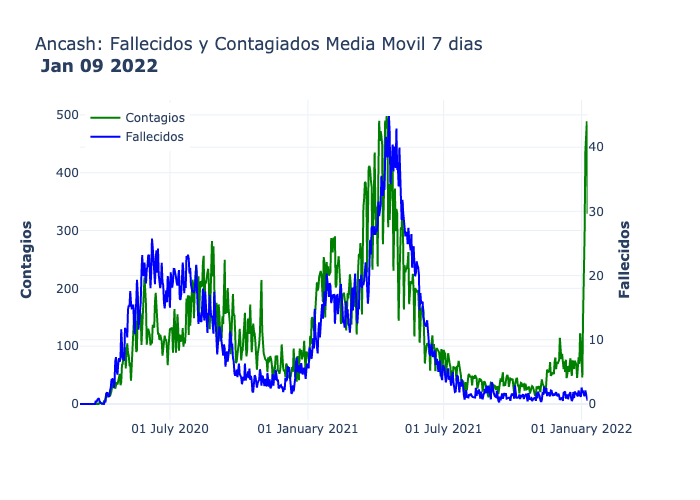 Ancash: Fallecidos y Contagiados Media Movil 7 dias
Jan 09 2022
Contagios
Fallecidos
500
400
300
200
100
0
Contagios
40
30
20
10
0
Fallecidos
01 July 2020
01 January 2021
01 July 2021
01 January 2022